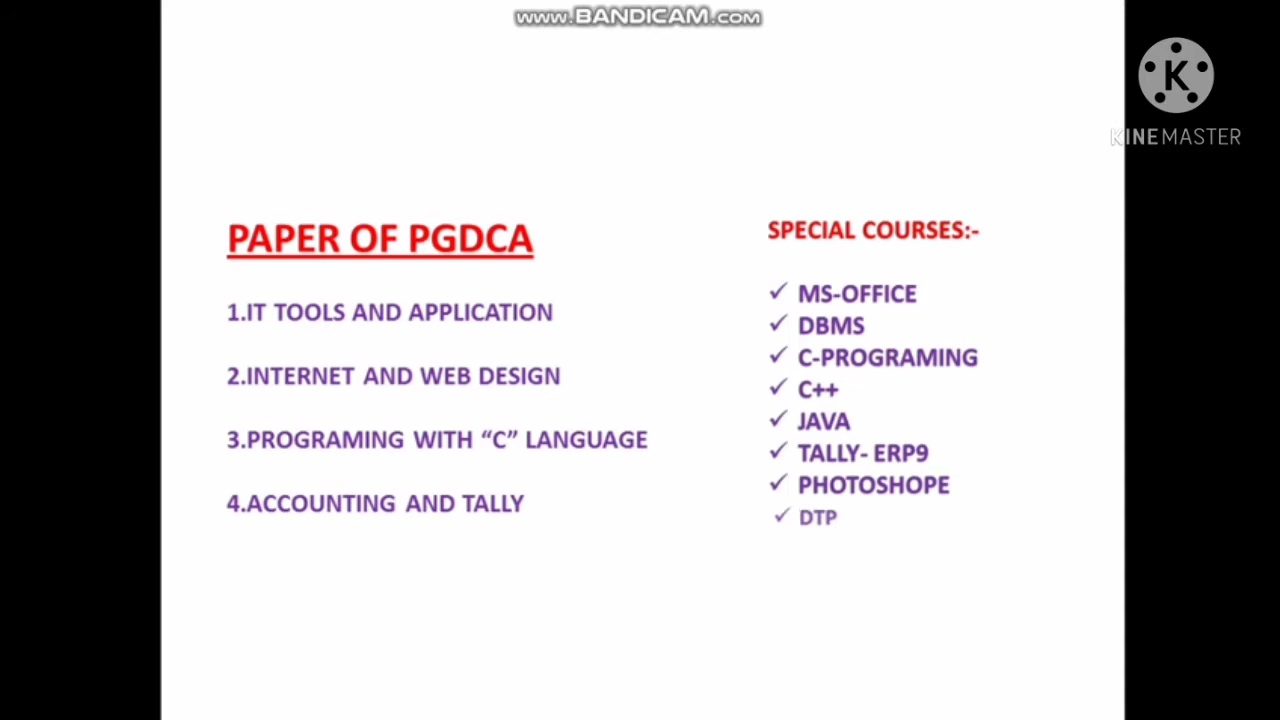 www.BANDICAM.com
KINEMASTER
PAPER OF PGDCA
1.IT TOOLS AND APPLICATION
2.INTERNET AND WEB DESIGN
3.PROGRAMING WITH “C” LANGUAGE
4.ACCOUNTING AND TALLY
SPECIAL COURSES:-
✓ MS-OFFICE
✓ DBMS
✓ C-PROGRAMING
✓ C++
✓ JAVA
✓ TALLY- ERP9
✓ PHOTOSHOPE
✓ DTP